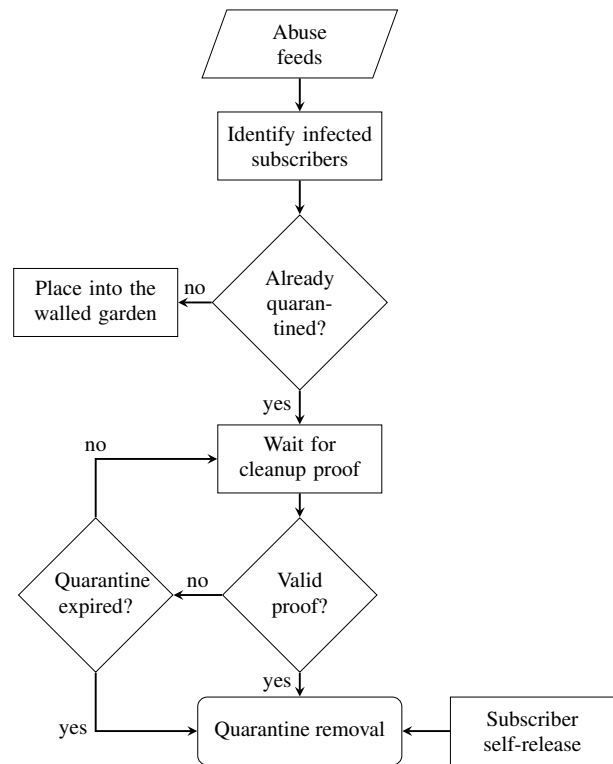 Abuse
feeds
Identify infected
subscribers
Already
quaran-
tined?
no
Place into the
walled garden
yes
Wait for
cleanup proof
no
Valid
proof?
no
Quarantine
expired?
yes
yes
Quarantine removal
Subscriber
self-release